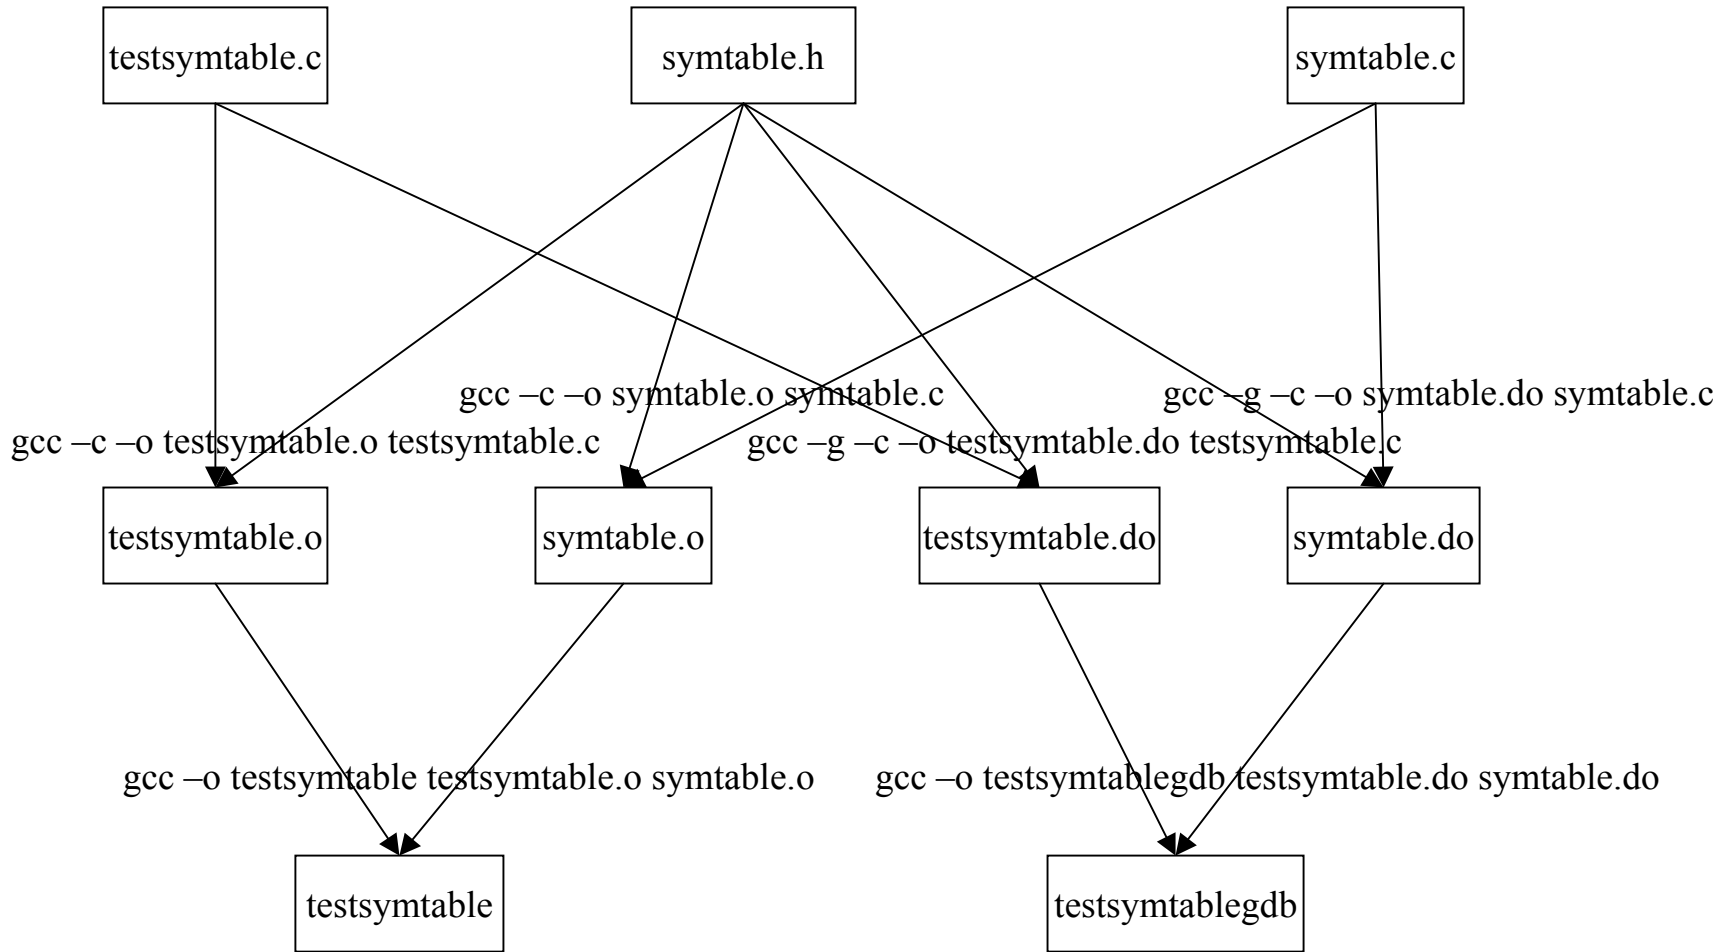 testsymtable.c
symtable.h
symtable.c
gcc –c –o symtable.o symtable.c
gcc –g –c –o symtable.do symtable.c
gcc –c –o testsymtable.o testsymtable.c
gcc –g –c –o testsymtable.do testsymtable.c
testsymtable.o
symtable.o
testsymtable.do
symtable.do
gcc –o testsymtable testsymtable.o symtable.o
gcc –o testsymtablegdb testsymtable.do symtable.do
testsymtable
testsymtablegdb